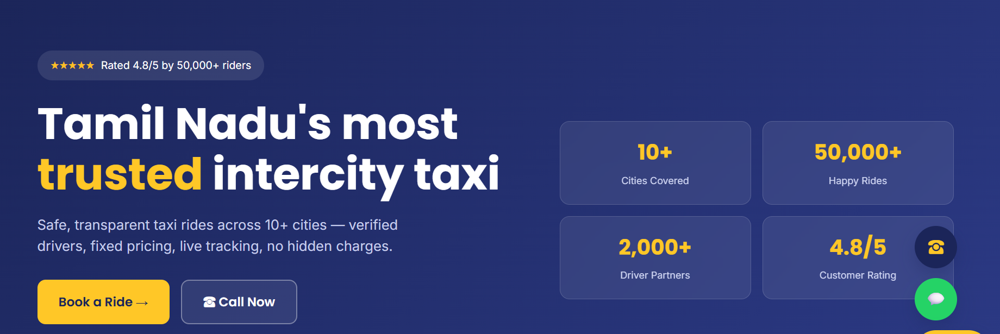 ★★★★★ Rated 4.8/5 by 50,000+ riders
Tamil Nadu's most
trusted intercity taxi
Safe, transparent taxi rides across 10+ cities — verified
drivers, fixed pricing, live tracking, no hidden charges.
Book a Ride →
☎ Call Now
10+
Cities Covered
50,000+
Happy Rides
2,000+
Driver Partners
4.8/5
Customer Rating